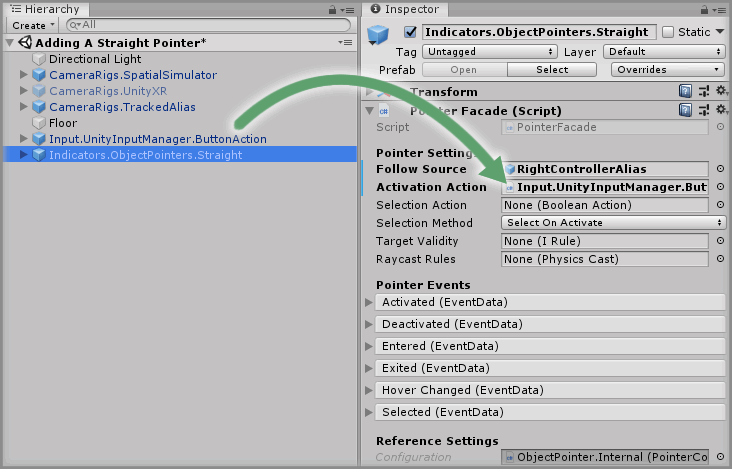 Hierarchy
Create
All
Adding A Straight Pointer*
Directional Light
CameraRigs.SpatialSimulator
CameraRigs.UnityXR
CameraRigs.TrackedAlias
Floor
Input.UnityInputManager.ButtonAction
Indicators.ObjectPointers.Straight
Inspector
Indicators.ObjectPointers.Straight
Static
Tag
Untagged
Layer
Default
Prefab
Open
Select
Overrides
Transform
Pointer Facade (Script)
Script
PointerFacade
Pointer Setting
Follow Source
RightControllerAlias
Activation Action
Input.UnityInputManager.But
Selection Action
None (Boolean Action)
Selection Method
Select On Activate
Target Validity
None (I Rule)
Raycast Rules
None (Physics Cast)
Pointer Events
Activated (EventData)
Deactivated (EventData)
Entered (EventData)
Exited (EventData)
Hover Changed (EventData)
Selected (EventData)
Reference Settings
Configuration
ObjectPointer.Internal (PointerCo